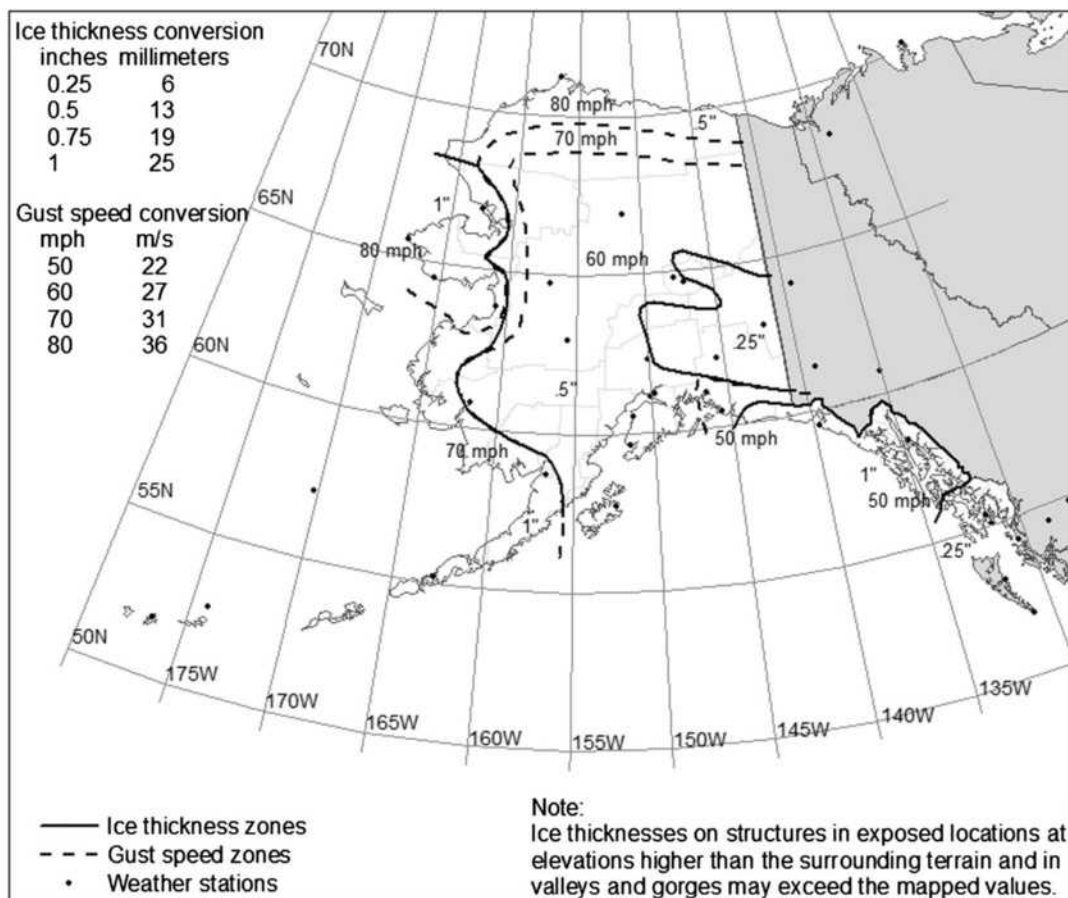 Ice thickness conversion
inches millimeters
0.25 6
0.5 13
0.75 19
1 25
Gust speed conversion
mph m/s
50 22
60 27
70 31
80 36
70N
65N
60N
55N
50N
80 mph
70 mph
.5"
1"
80 mph
60 mph
.25"
.5"
70 mph
50 mph
1"
50 mph
1"
.25"
175W
170W
165W
160W
155W
150W
145W
140W
135W
Ice thickness zones
Gust speed zones
Weather stations
Note:
Ice thicknesses on structures in exposed locations at
elevations higher than the surrounding terrain and in
valleys and gorges may exceed the mapped values.